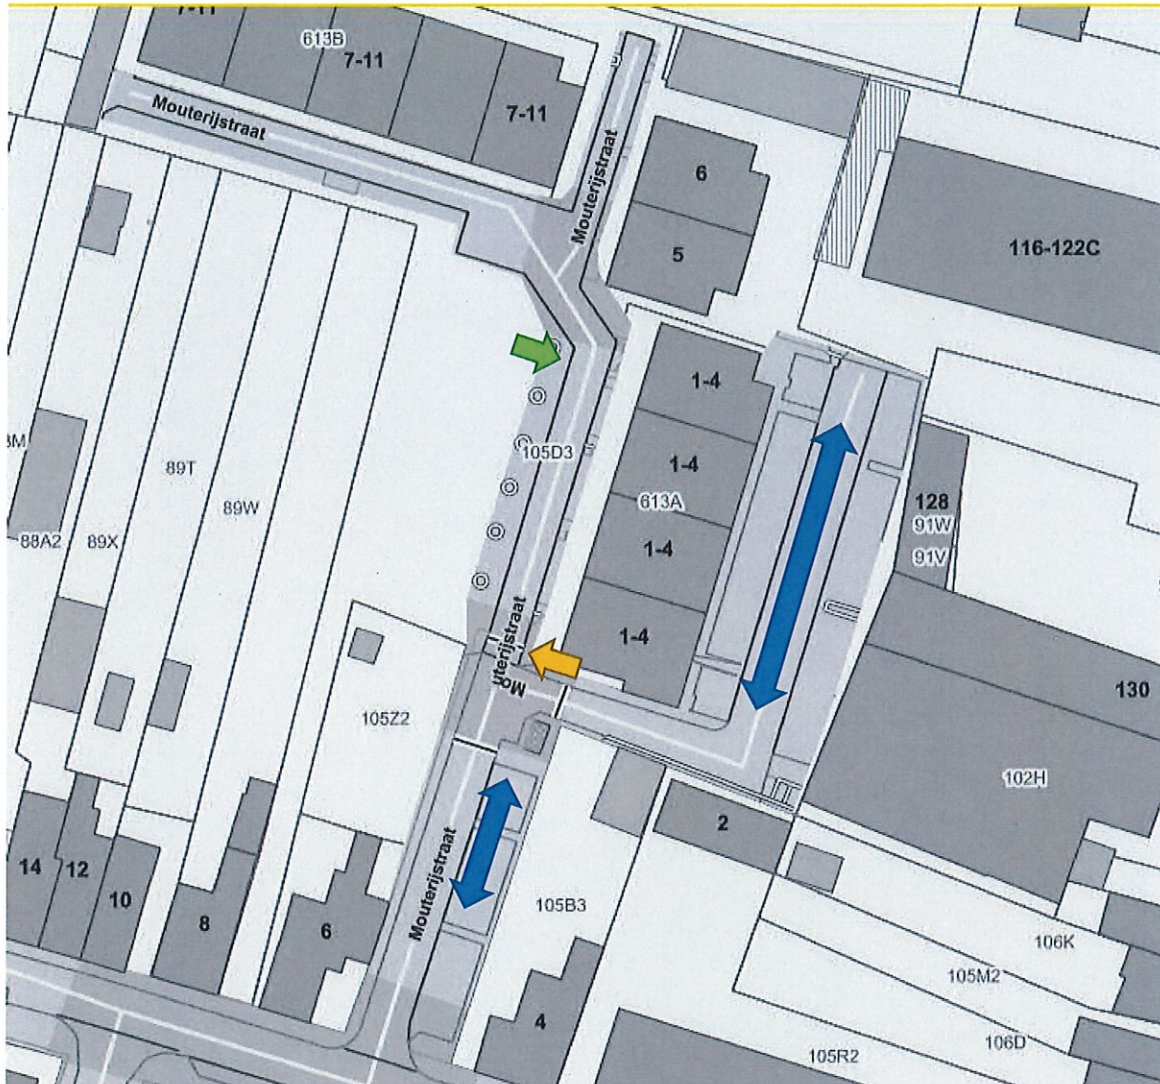 7-11
613B
7-11
7-11
Mouterijstraat
Mouterijstraat
6
5
116-122C
1-4
105D3
1-4
613A
1-4
1-4
89T
89W
88A2
89X
128
91W
91V
uterijstraat
Mo
130
105Z2
102H
2
Mouterijstraat
14
12
10
8
6
105B3
4
106K
105M2
106D
105R2